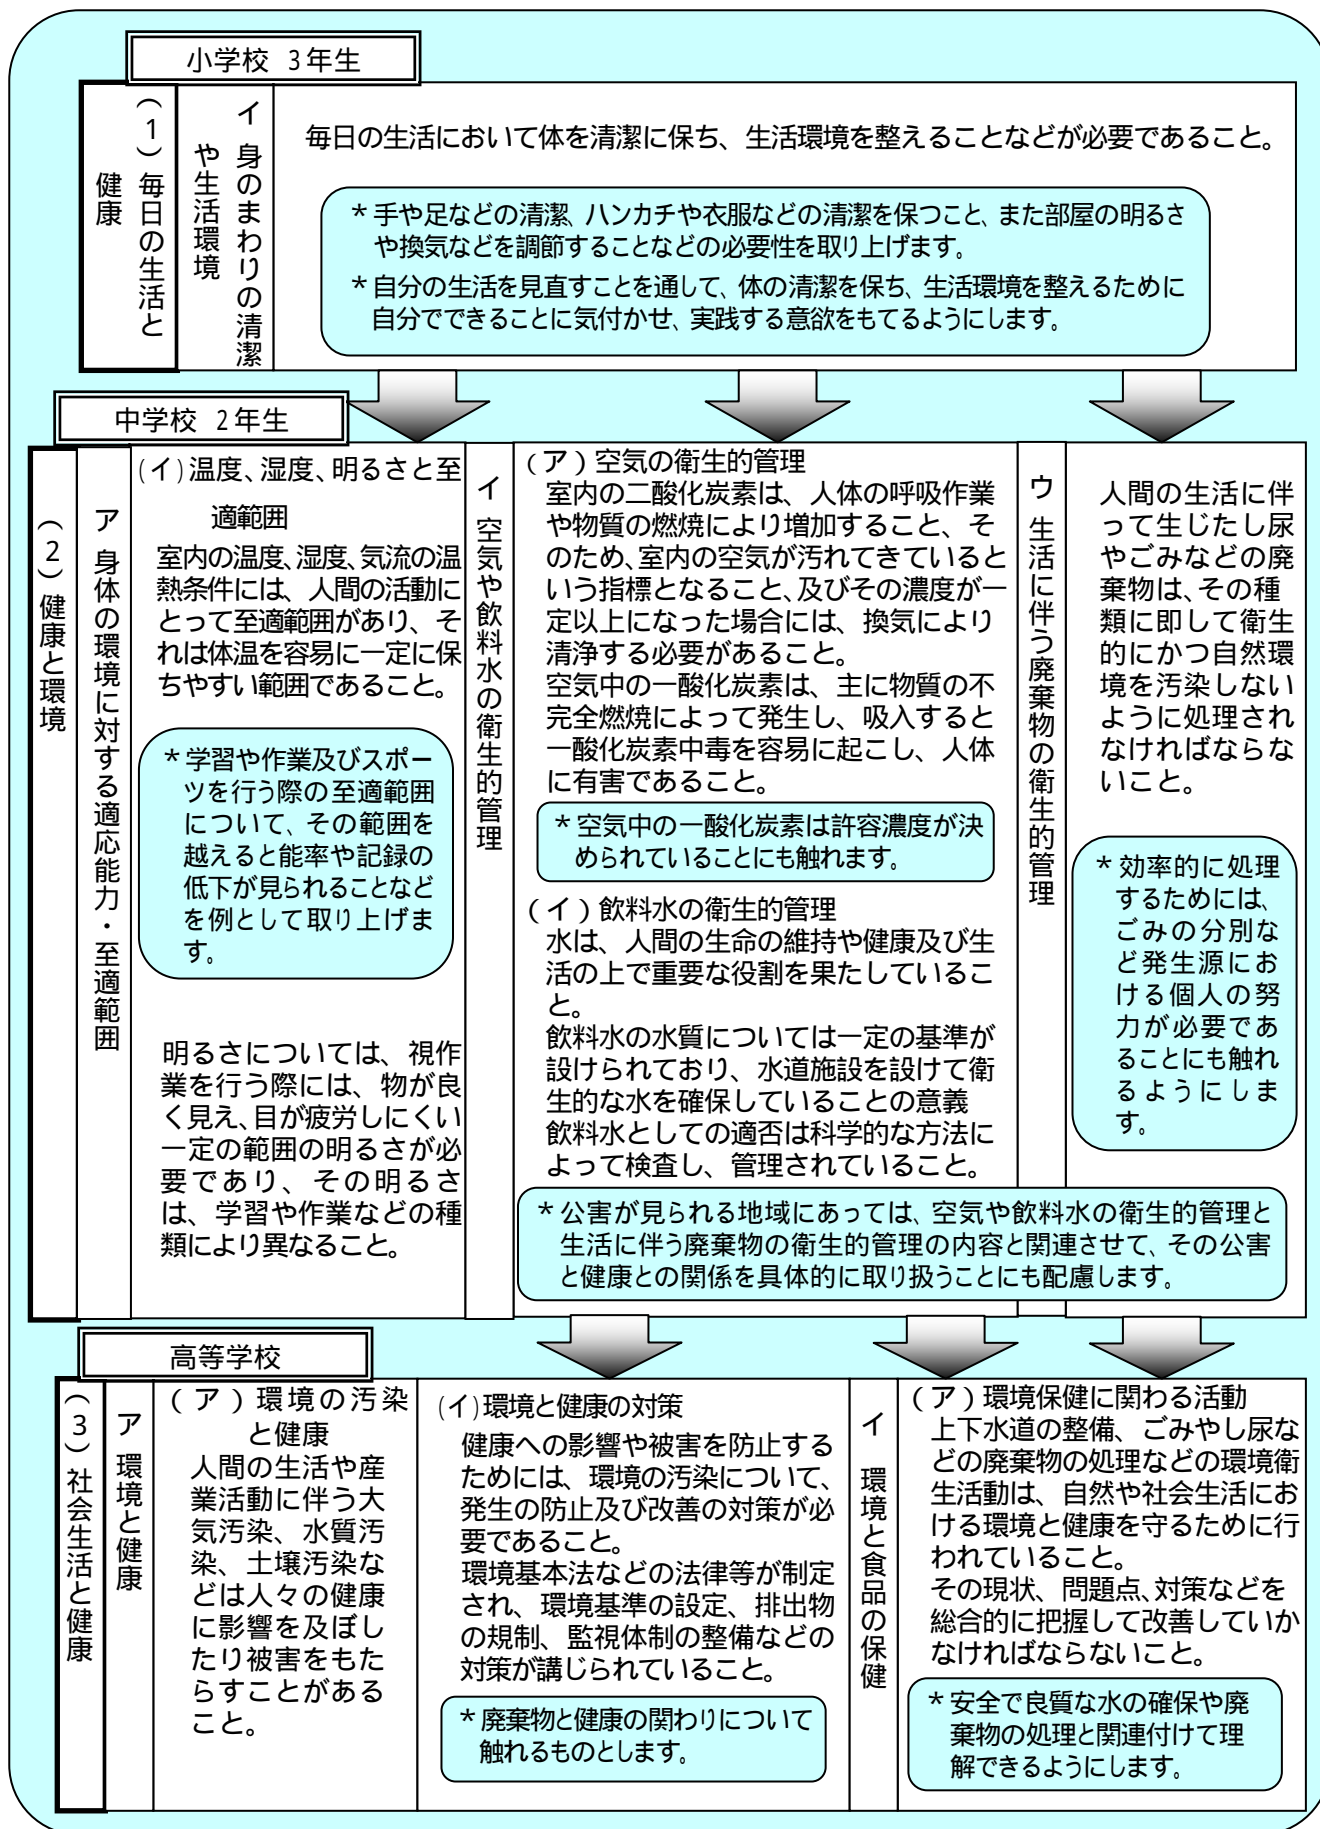 小学校 3年生
(1)毎日の生活と
健康
イ 身のまわりの清潔
や生活環境
毎日の生活において体を清潔に保ち、生活環境を整えることなどが必要であること。
*手や足などの清潔、ハンカチや衣服などの清潔を保つこと、また部屋の明るさ
や換気などを調節することなどの必要性を取り上げます。
*自分の生活を見直すことを通して、体の清潔を保ち、生活環境を整えるために
自分でできることに気付かせ、実践する意欲をもてるようにします。
中学校 2年生
(2)健康と環境
ア 身体の環境に対する適応能力・至適範囲
(イ)温度、湿度、明るさと至
適範囲
室内の温度、湿度、気流の温
熱条件には、人間の活動に
とって至適範囲があり、そ
れは体温を容易に一定に保
ちやすい範囲であること。
*学習や作業及びスポー
ツを行う際の至適範囲
について、その範囲を
越えると能率や記録の
低下が見られることなど
を例として取り上げま
す。
明るさについては、視作
業を行う際には、物が良
く見え、目が疲労しにくい
一定の範囲の明るさが必
要であり、その明るさ
は、学習や作業などの種
類により異なること。
イ 空気や飲料水の衛生的管理
(ア)空気の衛生的管理
室内の二酸化炭素は、人体の呼吸作業
や物質の燃焼により増加すること、そ
のため、室内の空気が汚れてきていると
いう指標となること、及びその濃度が一
定以上になった場合には、換気により
清浄する必要があること。
空気中の一酸化炭素は、主に物質の不
完全燃焼によって発生し、吸入すると
一酸化炭素中毒を容易に起こし、人体
に有害であること。
*空気中の一酸化炭素は許容濃度が決
められていることにも触れます。
(イ)飲料水の衛生的管理
水は、人間の生命の維持や健康及び生
活の上で重要な役割を果たしているこ
と。
飲料水の水質については一定の基準が
設けられており、水道施設を設けて衛
生的な水を確保していることの意義
飲料水としての適否は科学的な方法に
よって検査し、管理されていること。
ウ 生活に伴う廃棄物の衛生的管理
人間の生活に伴
って生じたし尿
やごみなどの廃
棄物は、その種
類に即して衛生
的にかつ自然環
境を汚染しない
ように処理され
なければならな
いこと。
*効率的に処理
するためには、
ごみの分別な
ど発生源にお
ける個人の努
力が必要であ
ることにも触れ
るようにしま
す。
*公害が見られる地域にあっては、空気や飲料水の衛生的管理と
生活に伴う廃棄物の衛生的管理の内容と関連させて、その公害
と健康との関係を具体的に取り扱うことにも配慮します。
高等学校
(3)社会生活と健康
ア 環境と健康
(ア)環境の汚染
と健康
人間の生活や産
業活動に伴う大
気汚染、水質汚
染、土壌汚染な
どは人々の健康
に影響を及ぼし
たり被害をもた
らすことがある
こと。
(イ)環境と健康の対策
健康への影響や被害を防止する
ためには、環境の汚染について、
発生の防止及び改善の対策が必
要であること。
環境基本法などの法律等が制定
され、環境基準の設定、排出物
の規制、監視体制の整備などの
対策が講じられていること。
*廃棄物と健康の関わりについて
触れるものとします。
イ 環境と食品の保健
(ア)環境保健に関わる活動
上下水道の整備、ごみやし尿な
どの廃棄物の処理などの環境衛
生活動は、自然や社会生活にお
ける環境と健康を守るために行
われていること。
その現状、問題点、対策などを
総合的に把握して改善していか
なければならないこと。
*安全で良質な水の確保や廃
棄物の処理と関連付けて理
解できるようにします。